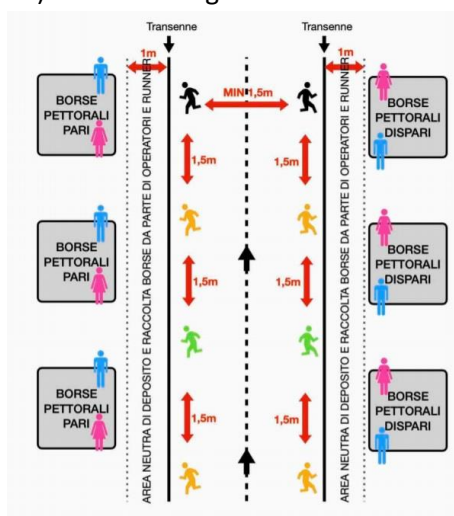 Transenne
Transenne
1m
1m
MIN 1,5m
BORSE
PETTORALI
PARI
BORSE
PETTORALI
DISPARI
1,5m
1,5m
BORSE
PETTORALI
PARI
BORSE
PETTORALI
DISPARI
1,5m
1,5m
BORSE
PETTORALI
PARI
BORSE
PETTORALI
DISPARI
1,5m
1,5m
AREA NEUTRA DI DEPOSITO E RACCOLTA BORSE DA PARTE DI OPERATORI E RUNNER
AREA NEUTRA DI DEPOSITO E RACCOLTA BORSE DA PARTE DI OPERATORI E RUNNER